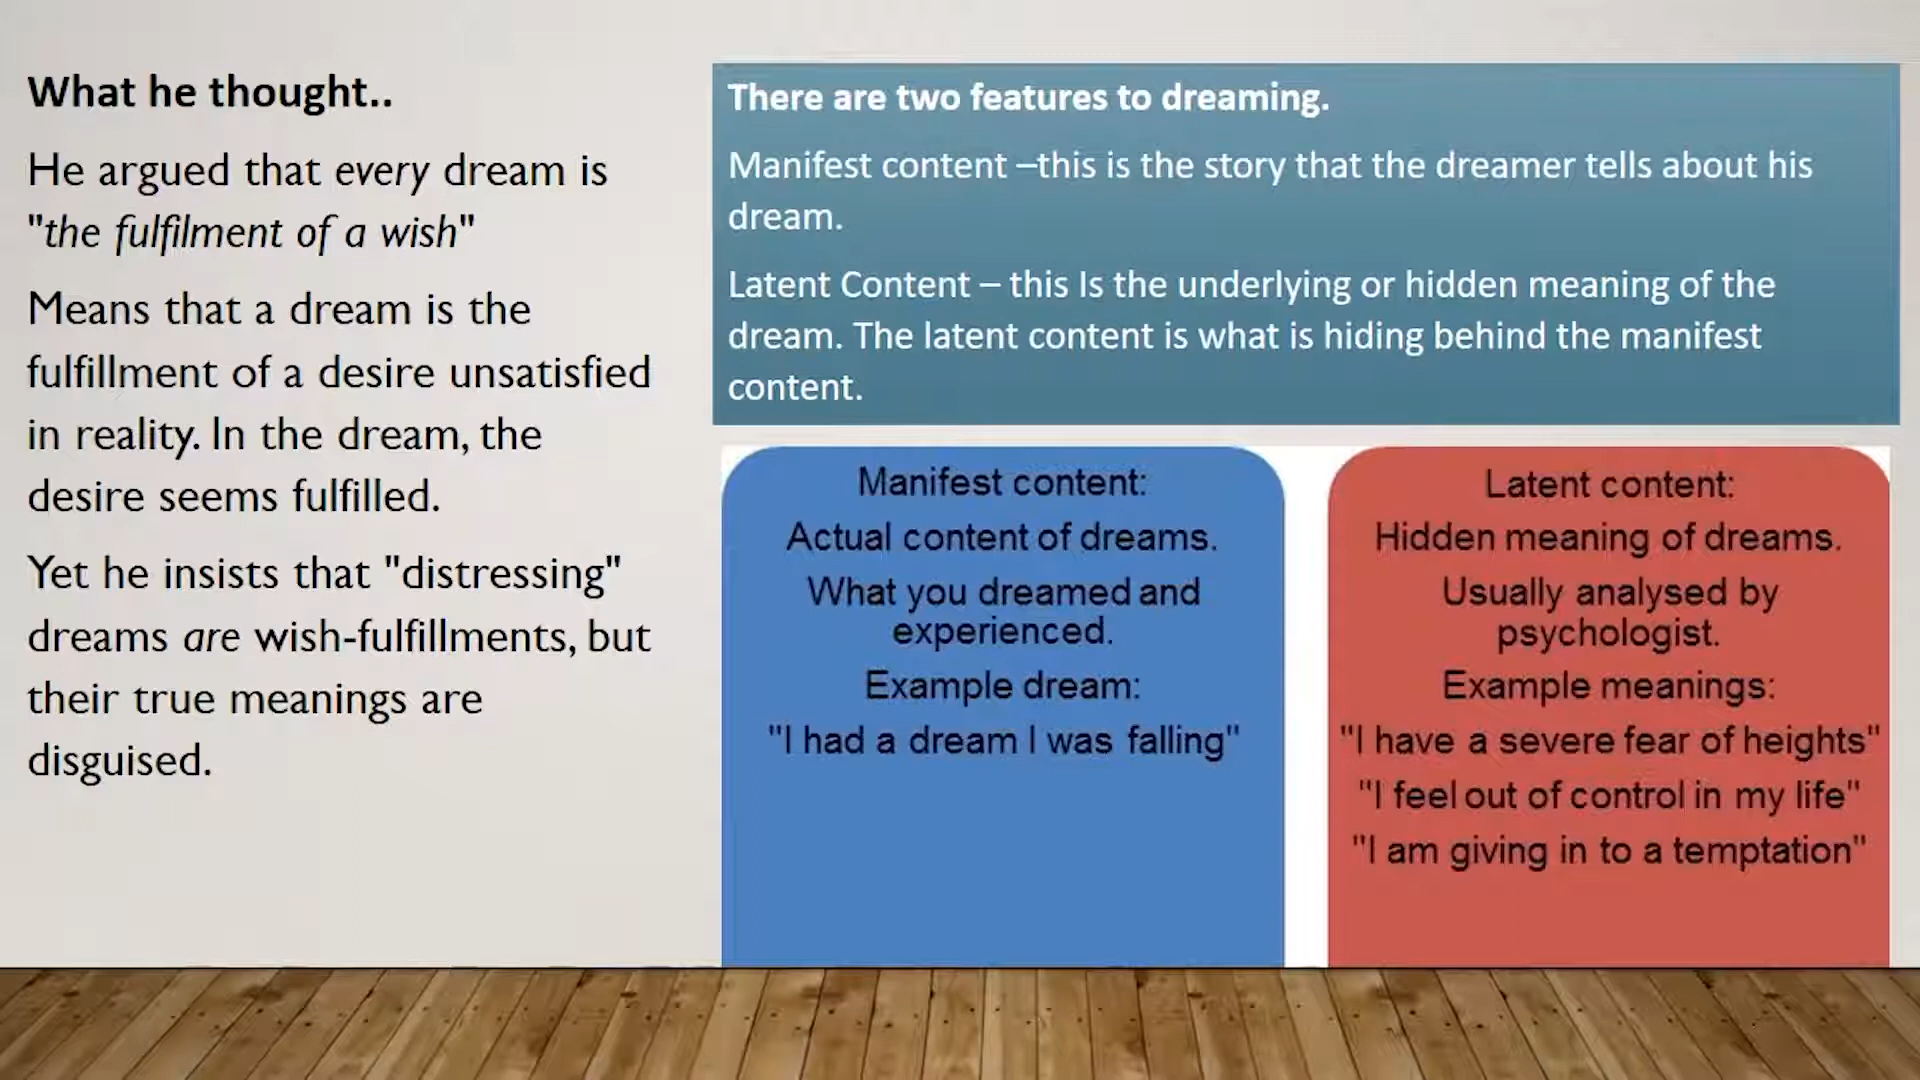 What he thought..
He argued that every dream is
"the fulfilment of a wish"
Means that a dream is the
fulfillment of a desire unsatisfied
in reality. In the dream, the
desire seems fulfilled.
Yet he insists that "distressing"
dreams are wish-fulfillments, but
their true meanings are
disguised.
There are two features to dreaming.
Manifest content –this is the story that the dreamer tells about his
dream.
Latent Content – this Is the underlying or hidden meaning of the
dream. The latent content is what is hiding behind the manifest
content.
Manifest content:
Actual content of dreams.
What you dreamed and
experienced.
Example dream:
"I had a dream I was falling"
Latent content:
Hidden meaning of dreams.
Usually analysed by
psychologist.
Example meanings:
"I have a severe fear of heights"
"I feel out of control in my life"
"I am giving in to a temptation"